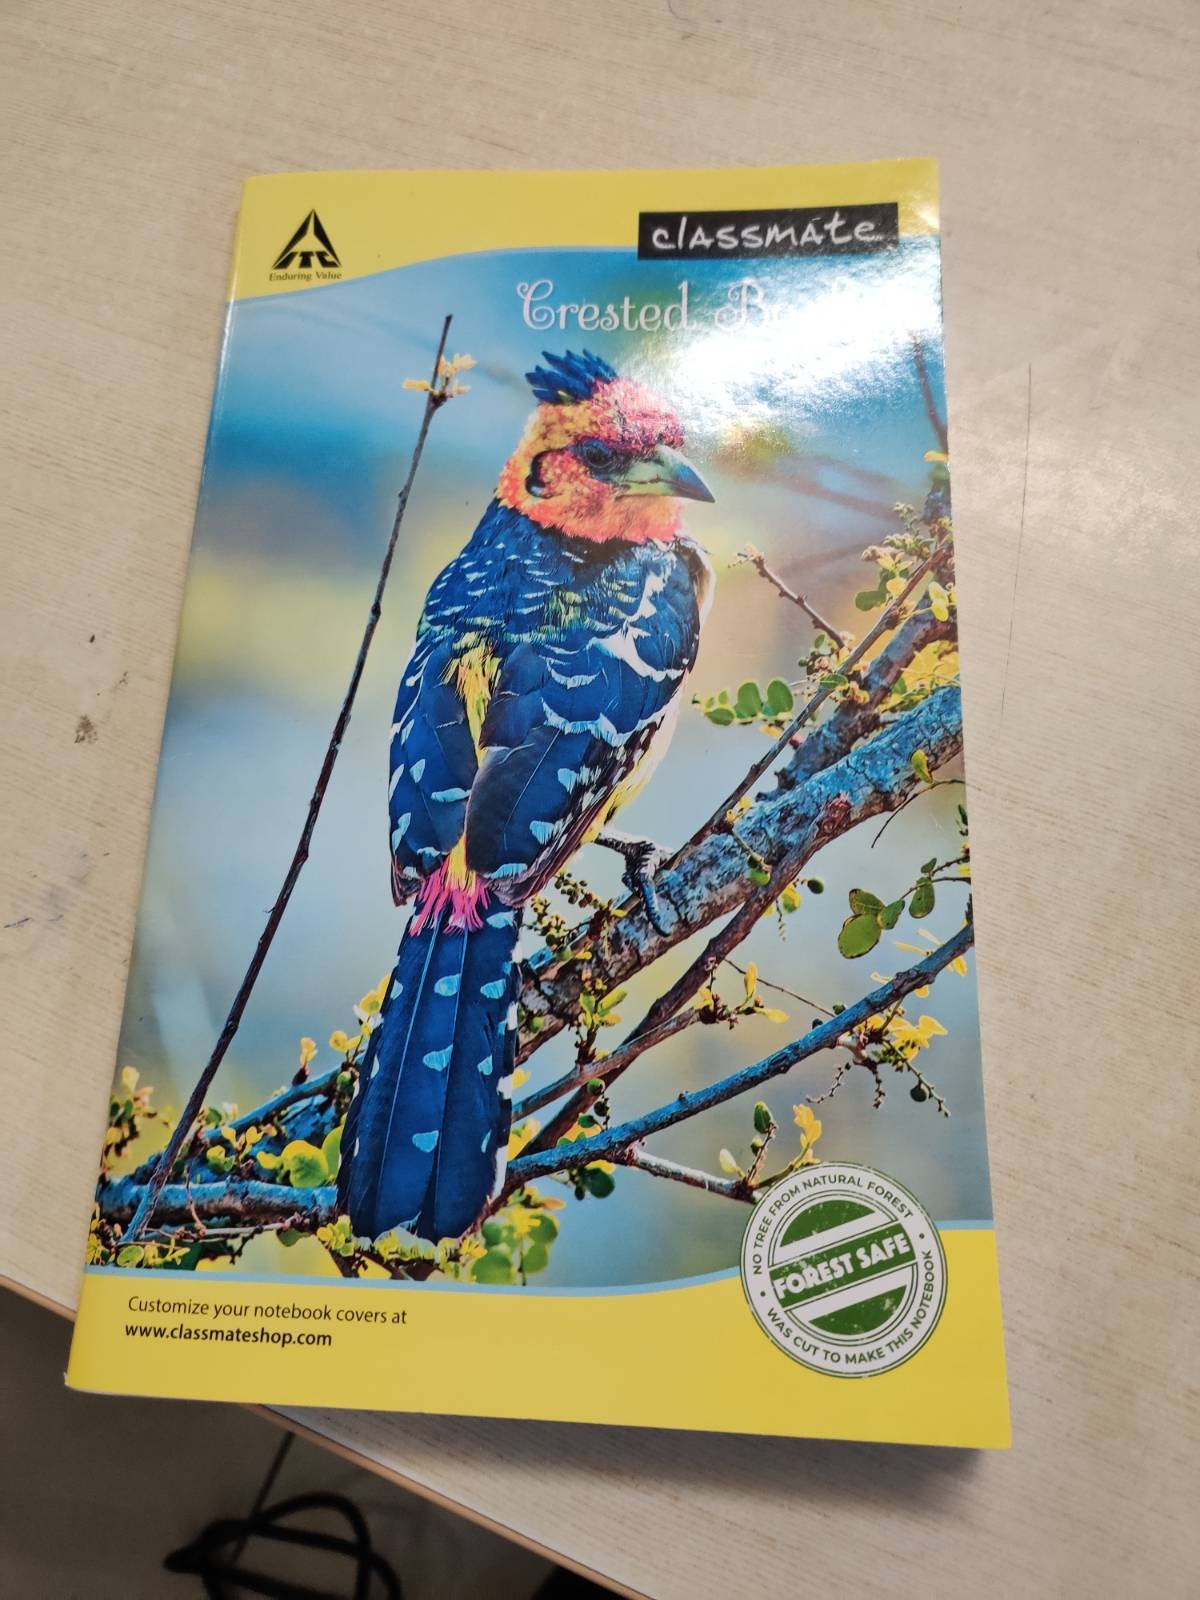 ITC
Enduring Value
classmate
Crested
Customize your notebook covers at
www.classmateshop.com
NO TREE FROM NATURAL FOREST
FOREST SAFE
WAS CUT TO MAKE THIS NOTEBOOK